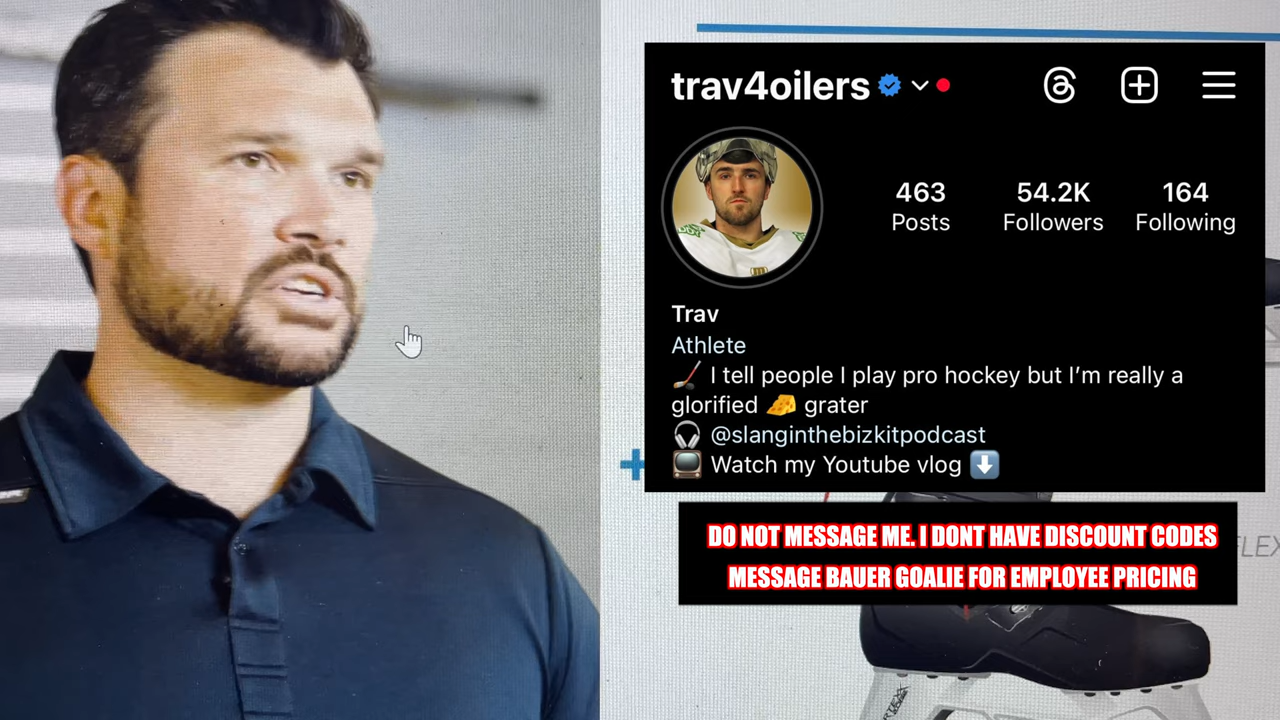 trav4oilers
463
54.2K
164
Posts
Followers
Following
Trav
Athlete
I tell people I play pro hockey but I’m really a
glorified 🧀 grater
@slanginthebizkitpodcast
Watch my Youtube vlog ⬇️
DO NOT MESSAGE ME. I DONT HAVE DISCOUNT CODES
MESSAGE BAUER GOALIE FOR EMPLOYEE PRICING